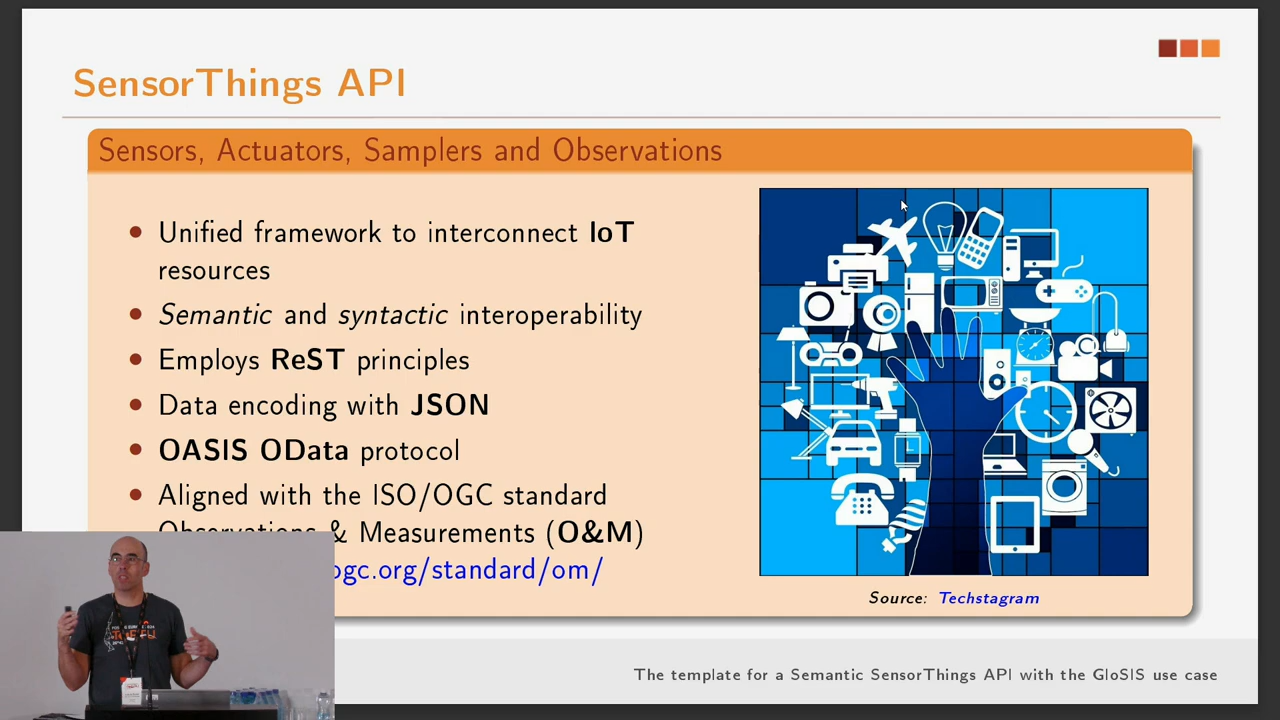 SensorThings API
Sensors, Actuators, Samplers and Observations
Unified framework to interconnect IoT
resources
Semantic and syntactic interoperability
Employs ReST principles
Data encoding with JSON
OASIS OData protocol
Aligned with the ISO/OGC standard
Observations & Measurements (O&M)
ogc.org/standard/om/
Source: Techstagram
The template for a Semantic SensorThings API with the GloSIS use case